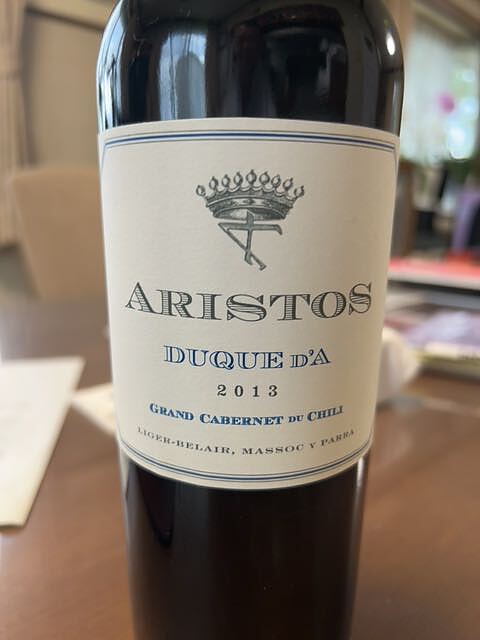 ARISTOS
DUQUE D'A
2013
GRAND CABERNET DU CHILI
LIGER-BELAIR, MASSOC Y PARRA